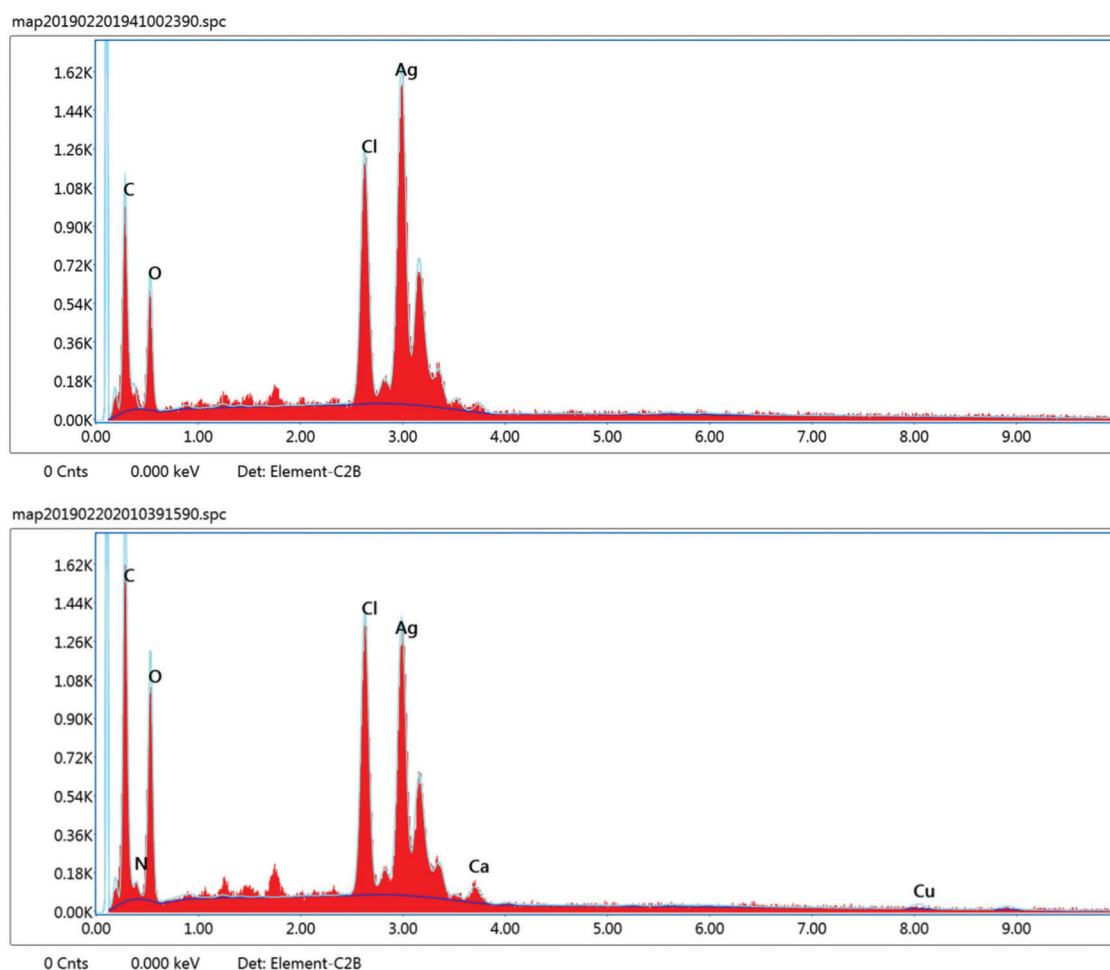 map201902201941002390.spc
1.62K
Ag
1.44K
1.26K
Cl
1.08K
C
0.90K
0.72K
O
0.54K
0.36K
0.18K
0.00K
0.00 1.00 2.00 3.00 4.00 5.00 6.00 7.00 8.00 9.00
0 Cnts 0.000 keV Det: Element-C2B
map201902202010391590.spc
1.62K
C
1.44K
Cl
1.26K
Ag
1.08K
O
0.90K
0.72K
0.54K
0.36K
0.18K
N
Ca
Cu
0.00K
0.00 1.00 2.00 3.00 4.00 5.00 6.00 7.00 8.00 9.00
0 Cnts 0.000 keV Det: Element-C2B